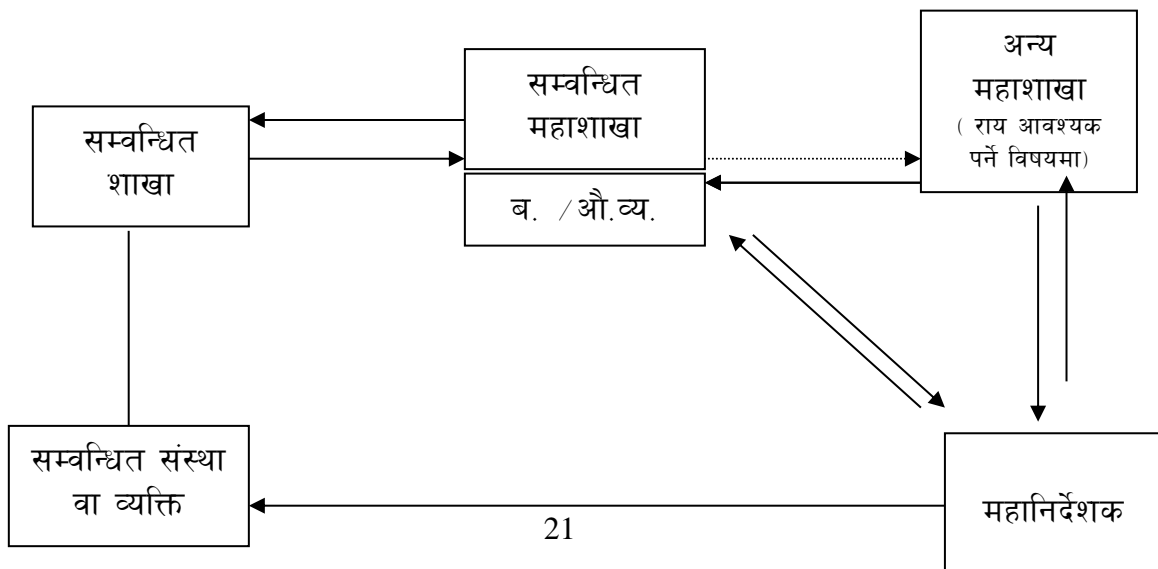 अन्य
महाशाखा
( राय आवश्यक
पर्ने विषयमा)
सम्वन्धित
महाशाखा
ब. /औ.व्य.
सम्वन्धित
शाखा
सम्वन्धित संस्था
वा व्यक्ति
महानिर्देशक
21